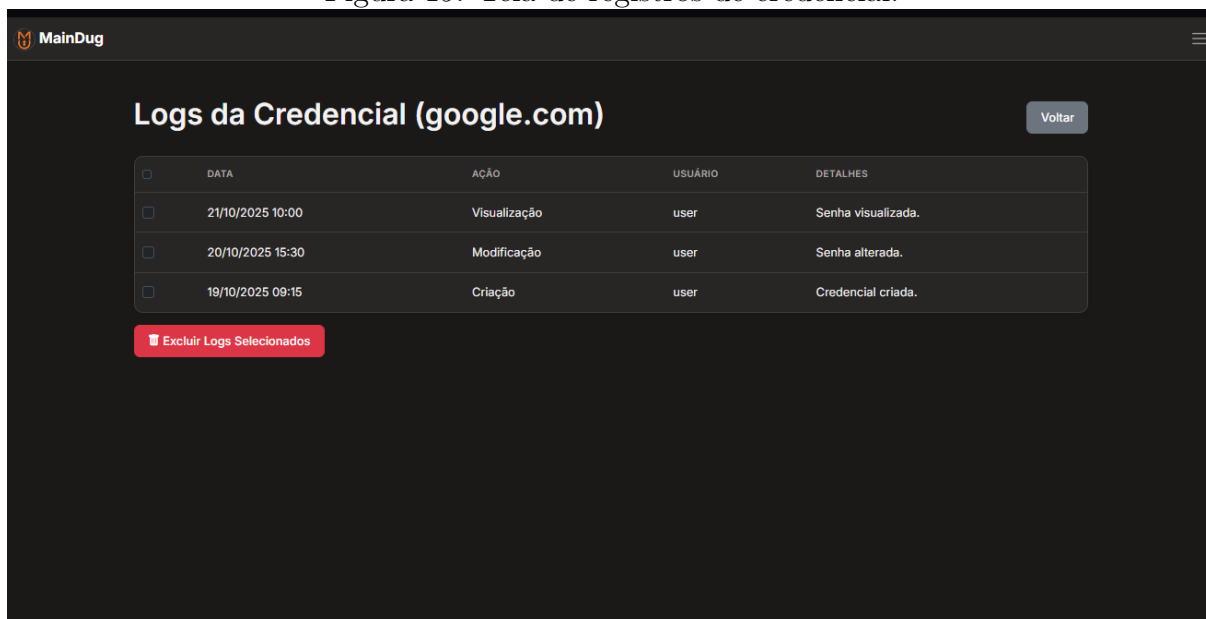 MainDug
Logs da Credencial (google.com)
Voltar
DATA AÇÃO USUÁRIO DETALHES
21/10/2025 10:00 Visualização user Senha visualizada.
20/10/2025 15:30 Modificação user Senha alterada.
19/10/2025 09:15 Criação user Credencial criada.
Excluir Logs Selecionados